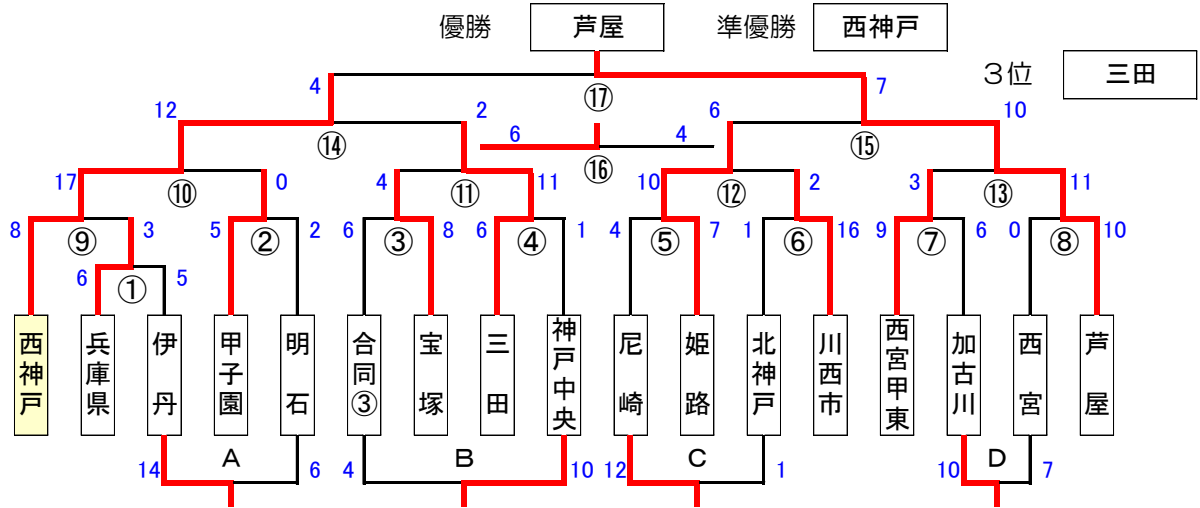 優勝 芦屋 準優勝 西神戸
3位 三田
4 ⑰ 7
12 ⑭ 2 6 ⑯ 4 6 ⑮ 10
17 ⑩ 0 4 ⑪ 11 10 ⑫ 2 3 ⑬ 11
8 ⑨ 3 5 ② 2 6 ③ 8 6 ④ 1 4 ⑤ 7 1 ⑥ 16 9 ⑦ 6 0 ⑧ 10
6 ① 5
西神戸 兵庫県 伊丹 甲子園 明石 合同③ 宝塚 三田 神戸中央 尼崎 姫路 北神戸 川西市 西宮甲東 加古川 西宮 芦屋
14 A 6 4 B 10 12 C 1 10 D 7